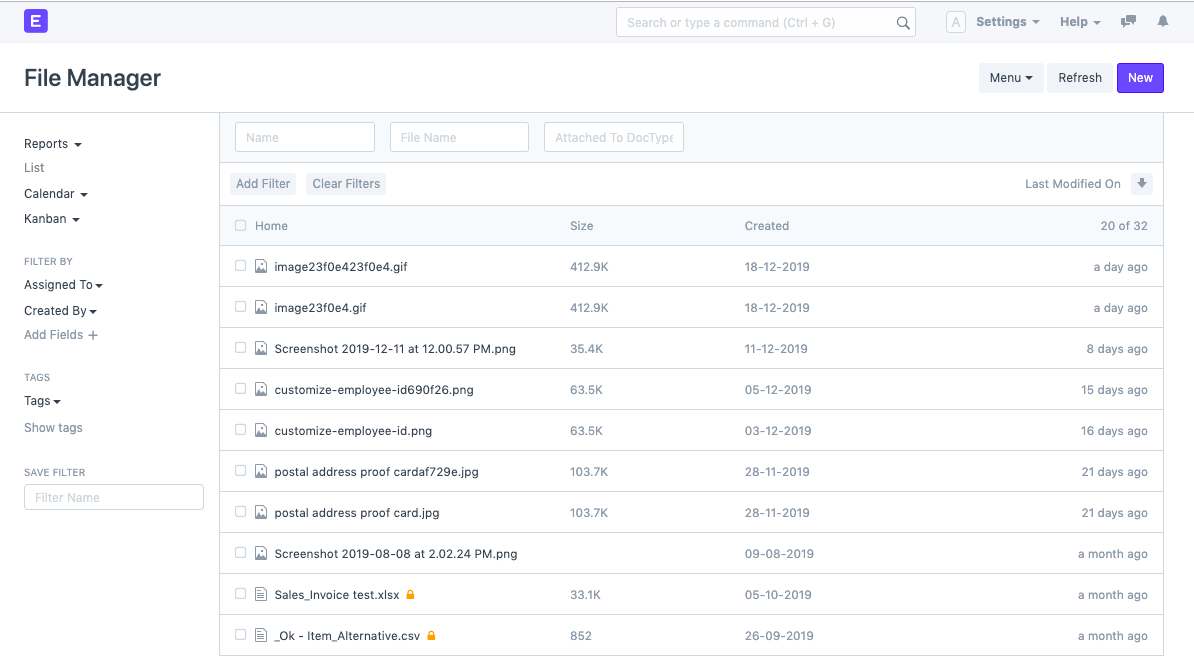 E
Search or type a command (Ctrl + G)
A
Settings
Help
File Manager
Menu
Refresh
New
Reports
List
Calendar
Kanban
FILTER BY
Assigned To
Created By
Add Fields +
TAGS
Tags
Show tags
SAVE FILTER
Filter Name
Name
File Name
Attached To DocType
Add Filter
Clear Filters
Last Modified On
Home Size Created 20 of 32
image23f0e423f0e4.gif 412.9K 18-12-2019 a day ago
image23f0e4.gif 412.9K 18-12-2019 a day ago
Screenshot 2019-12-11 at 12.00.57 PM.png 35.4K 11-12-2019 8 days ago
customize-employee-id690f26.png 63.5K 05-12-2019 15 days ago
customize-employee-id.png 63.5K 03-12-2019 16 days ago
postal address proof cardaf729e.jpg 103.7K 28-11-2019 21 days ago
postal address proof card.jpg 103.7K 28-11-2019 21 days ago
Screenshot 2019-08-08 at 2.02.24 PM.png 09-08-2019 a month ago
Sales_Invoice test.xlsx 33.1K 05-10-2019 a month ago
_Ok - Item_Alternative.csv 852 26-09-2019 a month ago